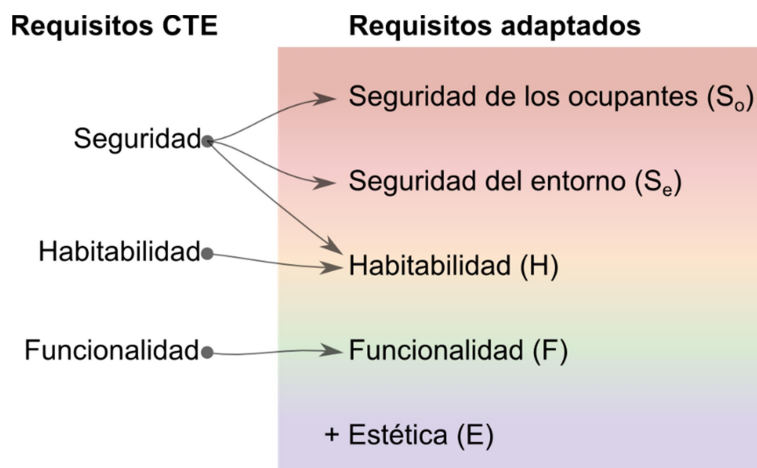 Requisitos CTE
Requisitos adaptados
Seguridad
Seguridad de los ocupantes (So)
Seguridad del entorno (Se)
Habitabilidad
Habitabilidad (H)
Funcionalidad
Funcionalidad (F)
+ Estética (E)